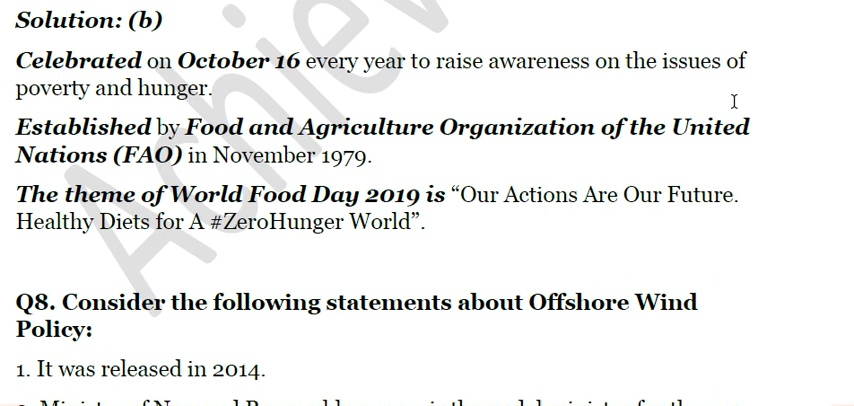 Solution: (b)
Celebrated on October 16 every year to raise awareness on the issues of
poverty and hunger.
Established by Food and Agriculture Organization of the United
Nations (FAO) in November 1979.
The theme of World Food Day 2019 is “Our Actions Are Our Future.
Healthy Diets for A #ZeroHunger World”.
Q8. Consider the following statements about Offshore Wind
Policy:
1. It was released in 2014.